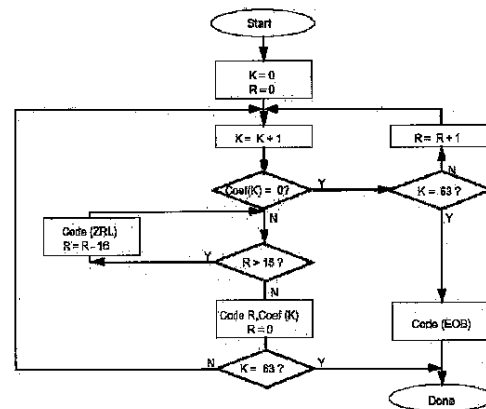 Start
K = 0
R = 0
K = K + 1
R = R + 1
Coef(K) = 0?
Y
K = 63 ?
N
N
Code (ZRL)
R = R - 16
Y
R > 15 ?
Y
N
Code R,Coef (K)
R = 0
Code (EOB)
N
K = 63 ?
Y
Done